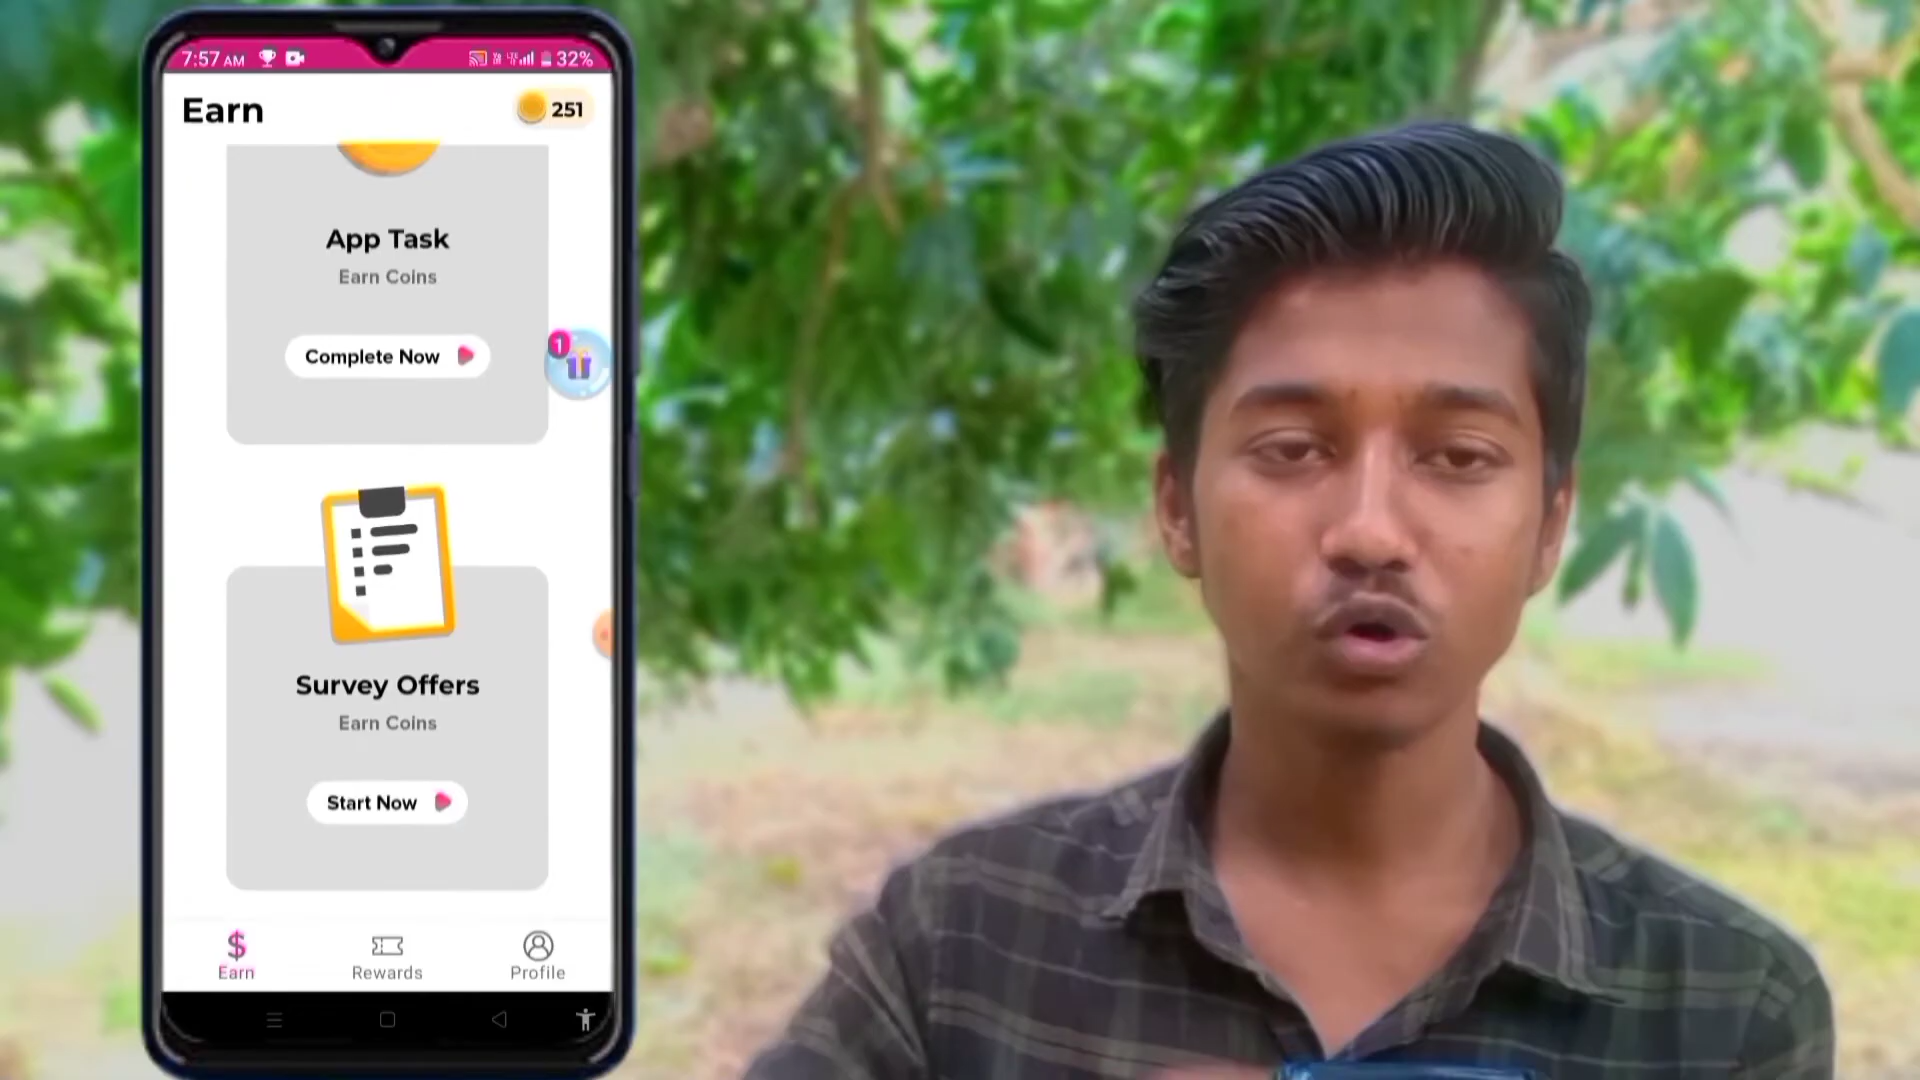 7:57 AM 32%
Earn 251
App Task
Earn Coins
Complete Now
1
Survey Offers
Earn Coins
Start Now
$
Earn Rewards Profile